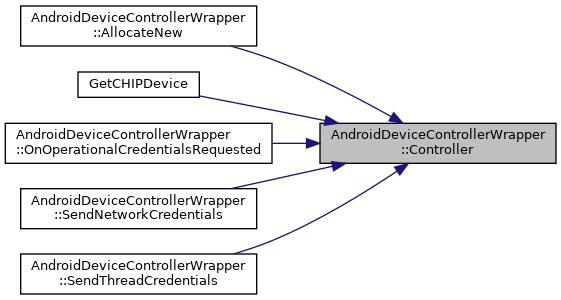 AndroidDeviceControllerWrapper
::AllocateNew
GetCHIPDevice
AndroidDeviceControllerWrapper
::OnOperationalCredentialsRequested
AndroidDeviceControllerWrapper
::Controller
AndroidDeviceControllerWrapper
::SendNetworkCredentials
AndroidDeviceControllerWrapper
::SendThreadCredentials